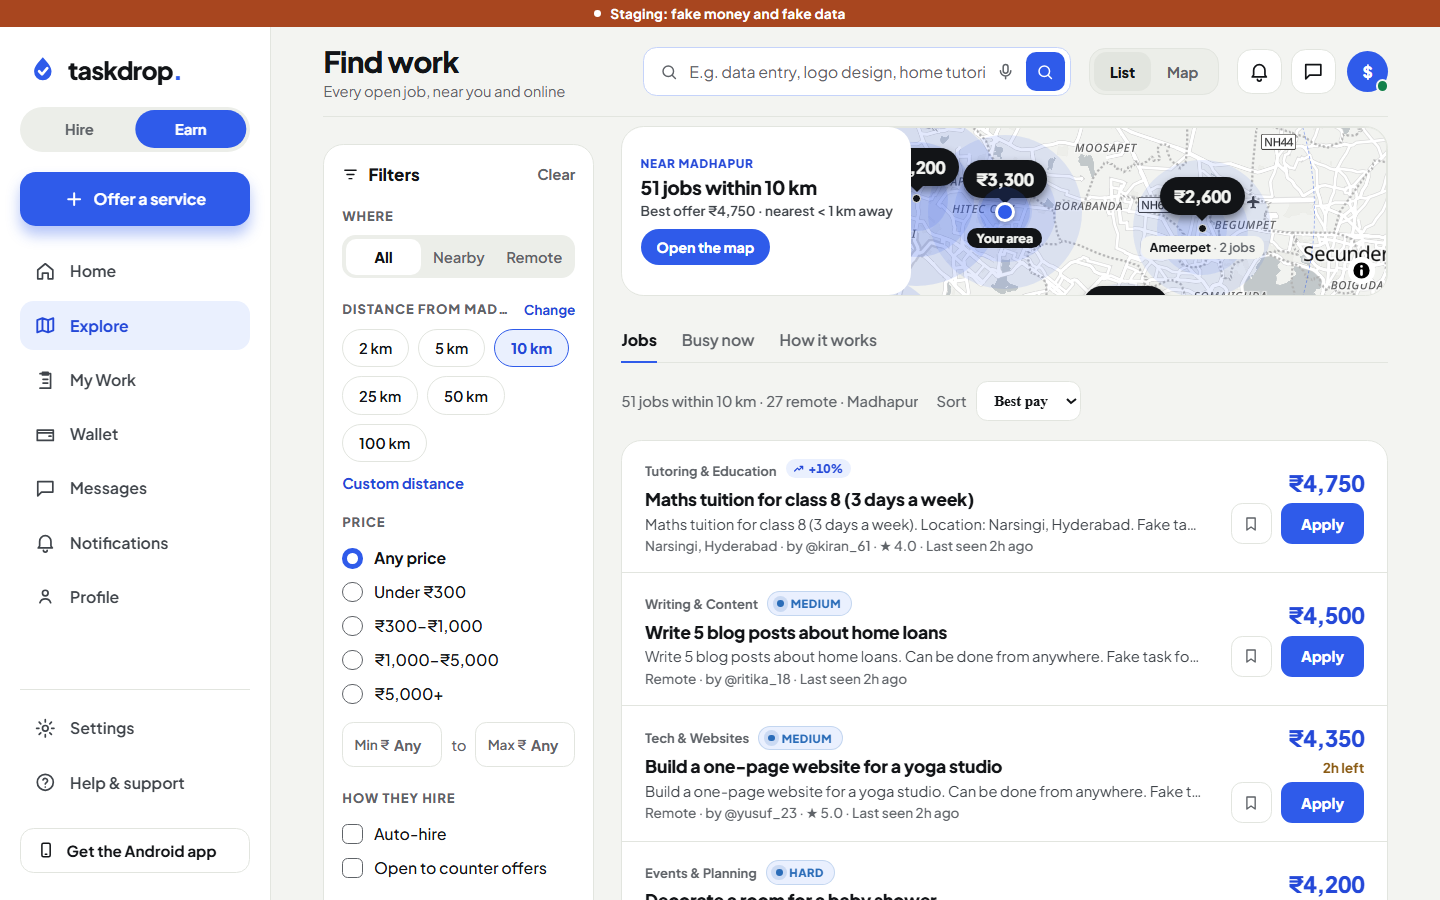 Staging: fake money and fake data
taskdrop.
Hire
Earn
Offer a service
Home
Explore
My Work
Wallet
Messages
Notifications
Profile
Settings
Help & support
Get the Android app
Find work
Every open job, near you and online
E.g. data entry, logo design, home tutori
List
Map
$
Filters
Clear
WHERE
All
Nearby
Remote
DISTANCE FROM MAD…
Change
2 km
5 km
10 km
25 km
50 km
100 km
Custom distance
PRICE
Any price
Under ₹300
₹300–₹1,000
₹1,000–₹5,000
₹5,000+
Min ₹ Any
to
Max ₹ Any
HOW THEY HIRE
Auto-hire
Open to counter offers
NEAR MADHAPUR
51 jobs within 10 km
Best offer ₹4,750 · nearest < 1 km away
Open the map
,200
₹3,300
HITEC C
Your area
MOOSAPET
BORABANDA
NH44
₹2,600
BEGUMPET
Ameerpet · 2 jobs
Secunder
BOIGUDA
Jobs
Busy now
How it works
51 jobs within 10 km · 27 remote · Madhapur
Sort
Best pay
Tutoring & Education
+10%
Maths tuition for class 8 (3 days a week)
Maths tuition for class 8 (3 days a week). Location: Narsingi, Hyderabad. Fake ta…
Narsingi, Hyderabad · by @kiran_61 · ★ 4.0 · Last seen 2h ago
₹4,750
Apply
Writing & Content
MEDIUM
Write 5 blog posts about home loans
Write 5 blog posts about home loans. Can be done from anywhere. Fake task fo…
Remote · by @ritika_18 · Last seen 2h ago
₹4,500
Apply
Tech & Websites
MEDIUM
Build a one-page website for a yoga studio
Build a one-page website for a yoga studio. Can be done from anywhere. Fake t…
Remote · by @yusuf_23 · ★ 5.0 · Last seen 2h ago
₹4,350
2h left
Apply
Events & Planning
HARD
Decorate a room for a baby shower
₹4,200